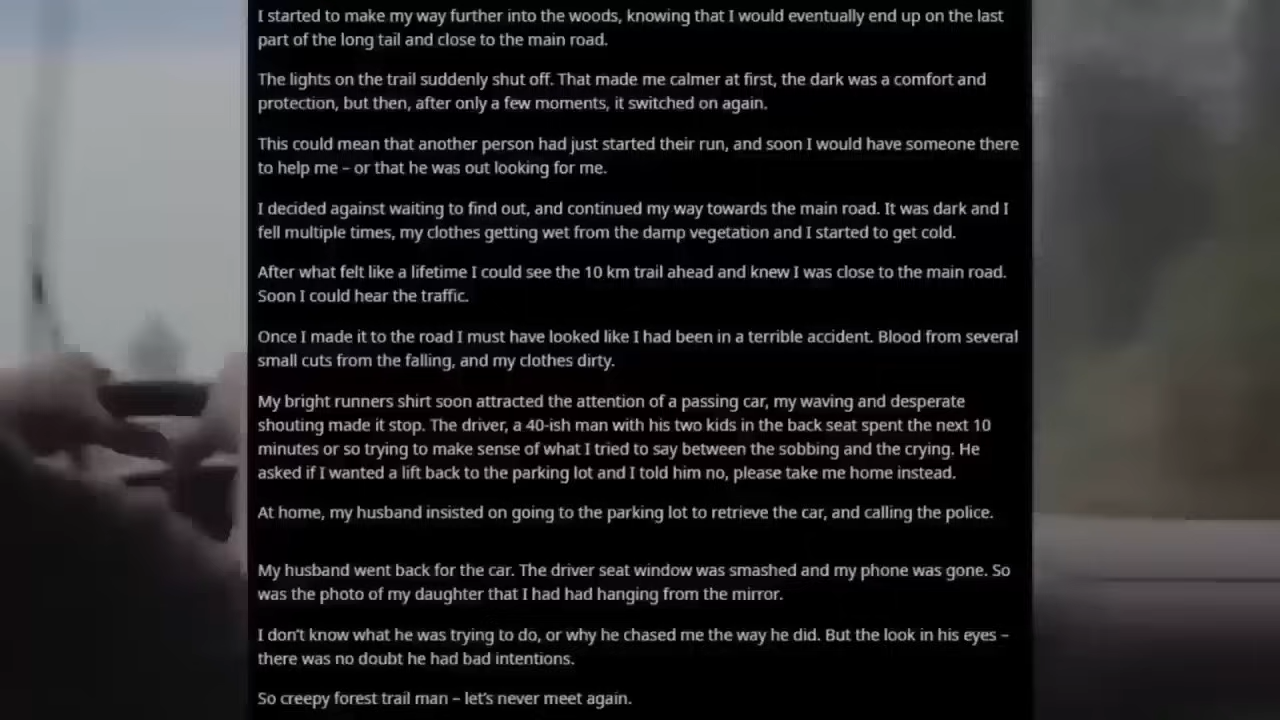 I started to make my way further into the woods, knowing that I would eventually end up on the last
part of the long tail and close to the main road.
The lights on the trail suddenly shut off. That made me calmer at first, the dark was a comfort and
protection, but then, after only a few moments, it switched on again.
This could mean that another person had just started their run, and soon I would have someone there
to help me – or that he was out looking for me.
I decided against waiting to find out, and continued my way towards the main road. It was dark and I
fell multiple times, my clothes getting wet from the damp vegetation and I started to get cold.
After what felt like a lifetime I could see the 10 km trail ahead and knew I was close to the main road.
Soon I could hear the traffic.
Once I made it to the road I must have looked like I had been in a terrible accident. Blood from several
small cuts from the falling, and my clothes dirty.
My bright runners shirt soon attracted the attention of a passing car, my waving and desperate
shouting made it stop. The driver, a 40-ish man with his two kids in the back seat spent the next 10
minutes or so trying to make sense of what I tried to say between the sobbing and the crying. He
asked if I wanted a lift back to the parking lot and I told him no, please take me home instead.
At home, my husband insisted on going to the parking lot to retrieve the car, and calling the police.
My husband went back for the car. The driver seat window was smashed and my phone was gone. So
was the photo of my daughter that I had had hanging from the mirror.
I don't know what he was trying to do, or why he chased me the way he did. But the look in his eyes –
there was no doubt he had bad intentions.
So creepy forest trail man – let's never meet again.